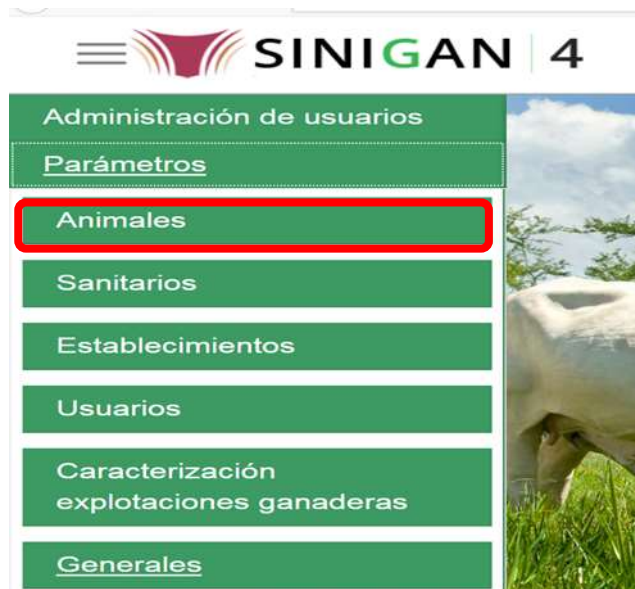 SINIGAN 4
Administración de usuarios
Parámetros
Animales
Sanitarios
Establecimientos
Usuarios
Caracterización
explotaciones ganaderas
Generales